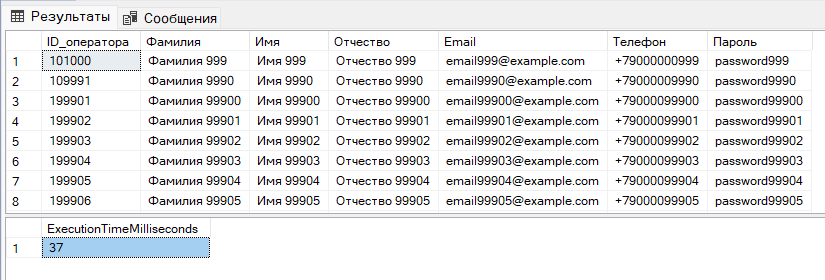 Результаты Сообщения
ID_оператора Фамилия Имя Отчество Email Телефон Пароль
1 101000 Фамилия 999 Имя 999 Отчество 999 email999@example.com +79000000999 password999
2 109991 Фамилия 9990 Имя 9990 Отчество 9990 email9990@example.com +79000009990 password9990
3 199901 Фамилия 99900 Имя 99900 Отчество 99900 email99900@example.com +79000099900 password99900
4 199902 Фамилия 99901 Имя 99901 Отчество 99901 email99901@example.com +79000099901 password99901
5 199903 Фамилия 99902 Имя 99902 Отчество 99902 email99902@example.com +79000099902 password99902
6 199904 Фамилия 99903 Имя 99903 Отчество 99903 email99903@example.com +79000099903 password99903
7 199905 Фамилия 99904 Имя 99904 Отчество 99904 email99904@example.com +79000099904 password99904
8 199906 Фамилия 99905 Имя 99905 Отчество 99905 email99905@example.com +79000099905 password99905
ExecutionTimeMilliseconds
1 37